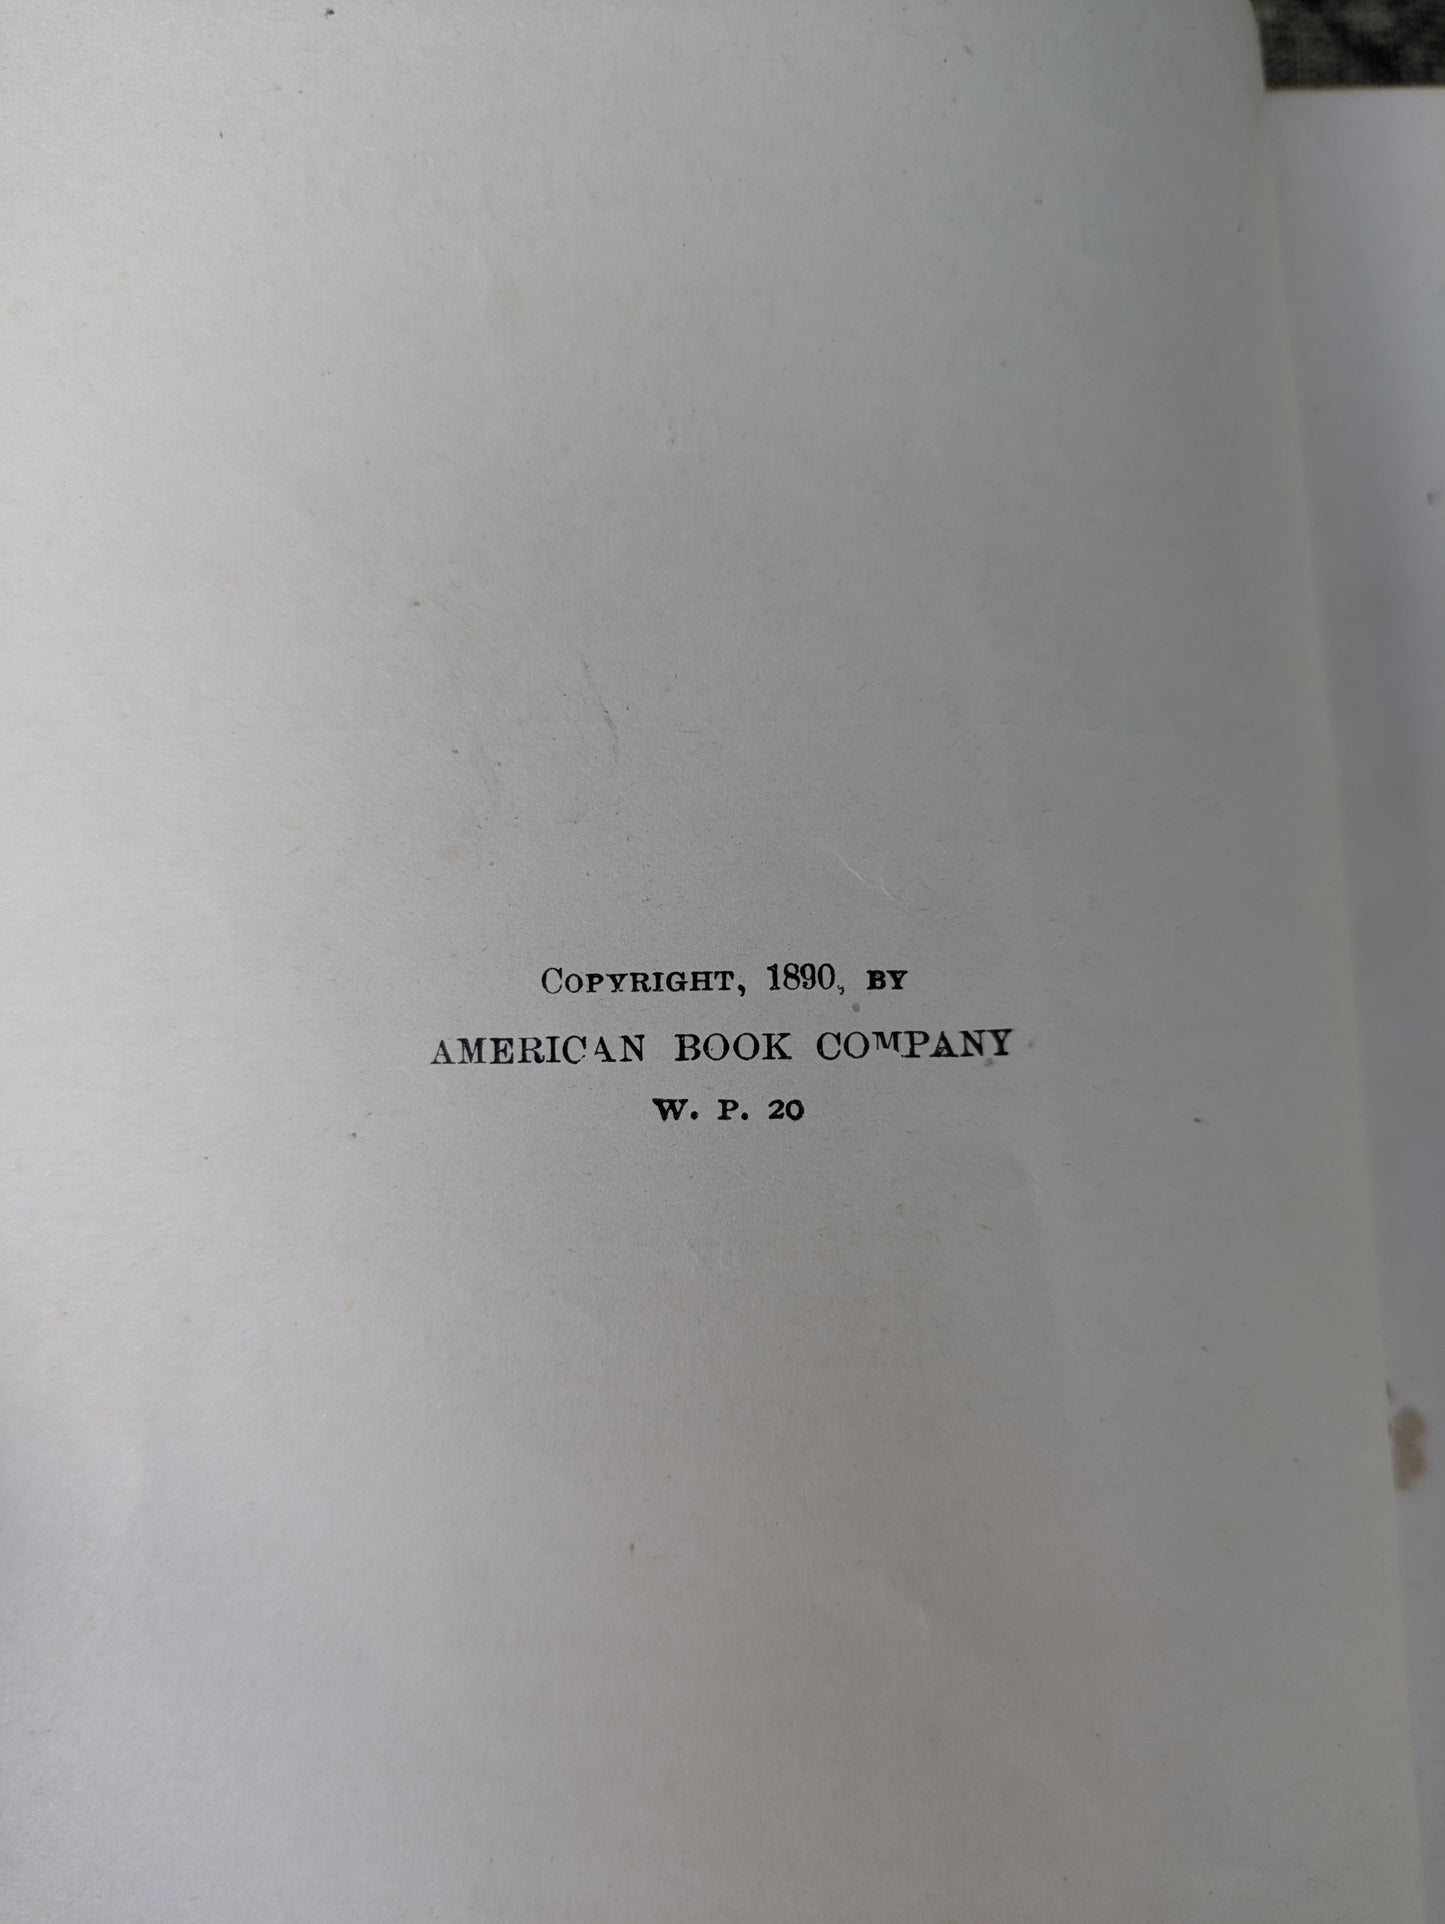 COPYRIGHT, 1890, BY
AMERICAN BOOK COMPANY
W. P. 20